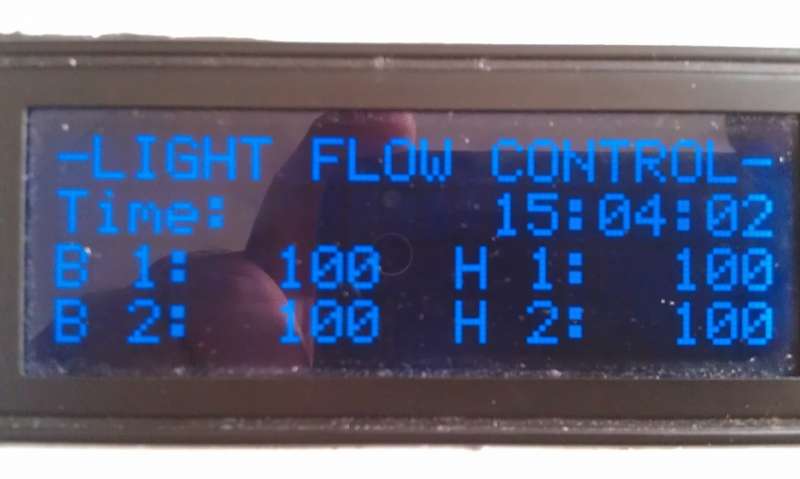 -LIGHT FLOW CONTROL-
Time: 15:04:02
B 1: 100 H 1: 100
B 2: 100 H 2: 100